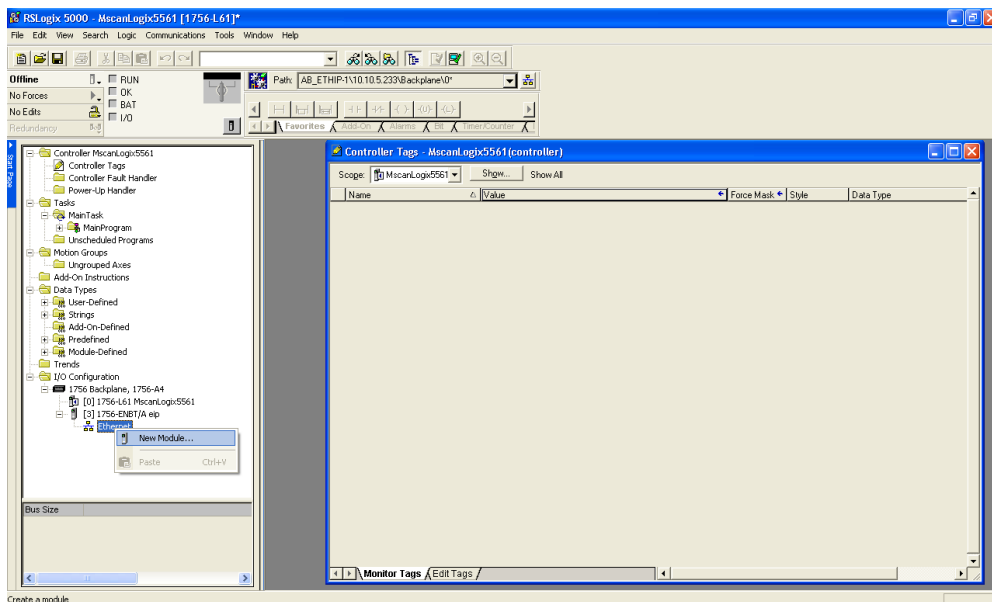 RSLogix 5000 - MscanLogix5561 [1756-L61]*
File Edit View Search Logic Communications Tools Window Help
Offline
RUN
No Forces
OK
No Edits
BAT
Redundancy
I/O
Path: AB_ETHIP-1\10.10.5.233\Backplane\0*
Favorites Add-On Alarms Bit Timer/Counter
Start Page
Controller MscanLogix5561
Controller Tags
Controller Fault Handler
Power-Up Handler
Tasks
MainTask
MainProgram
Unscheduled Programs
Motion Groups
Ungrouped Axes
Add-On Instructions
Data Types
User-Defined
Strings
Add-On-Defined
Predefined
Module-Defined
Trends
I/O Configuration
1756 Backplane, 1756-A4
[0] 1756-L61 MscanLogix5561
[3] 1756-ENBT/A eip
Ethernet
New Module...
Paste Ctrl+V
Bus Size
Controller Tags - MscanLogix5561(controller)
Scope: MscanLogix5561 Show... Show All
Name Value Force Mask Style Data Type
Monitor Tags Edit Tags
Create a module